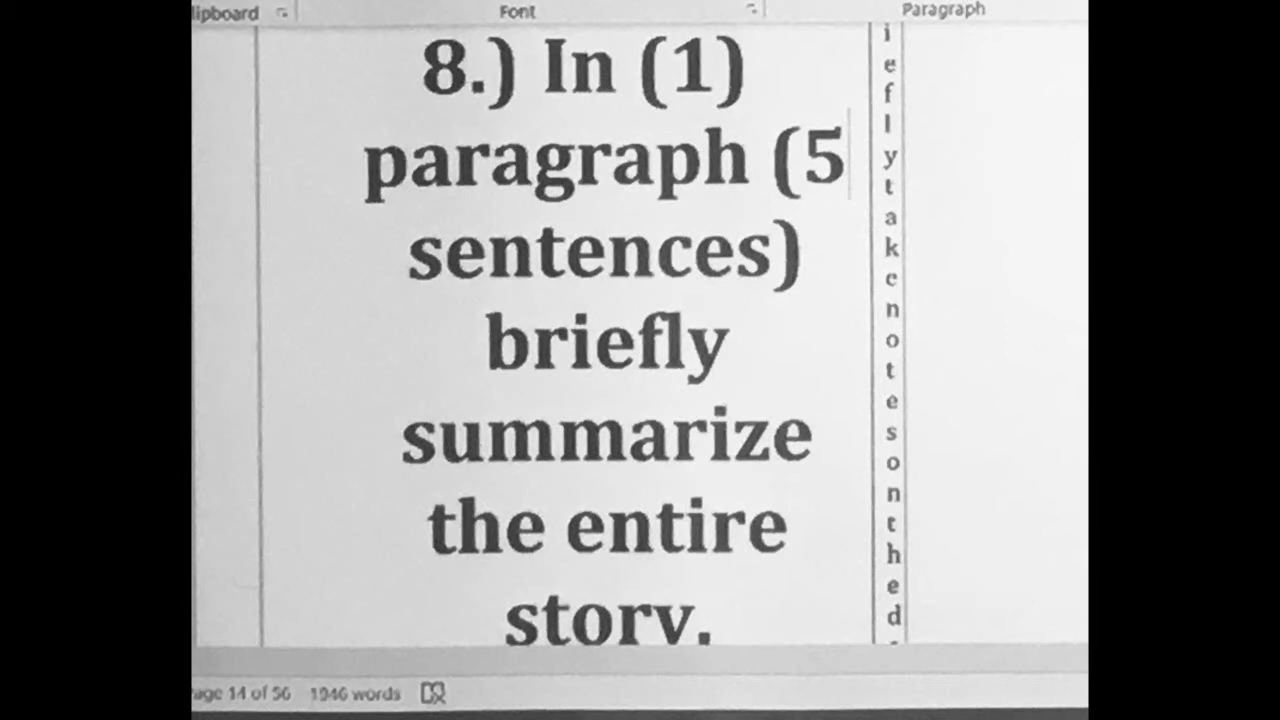 lipboard Font Paragraph
8.) In (1)
paragraph (5
sentences)
briefly
summarize
the entire
story.
i
e
f
l
y
t
a
k
e
n
o
t
e
s
o
n
t
h
e
d
age 14 of 56 1946 words